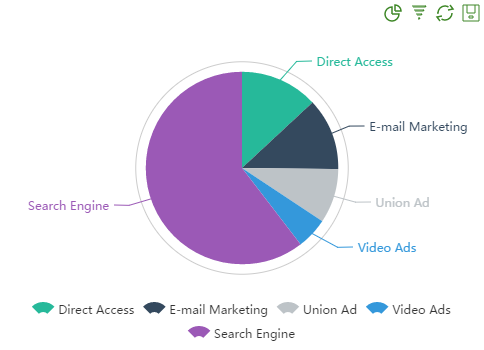 Direct Access
E-mail Marketing
Union Ad
Search Engine
Video Ads
Direct Access E-mail Marketing Union Ad Video Ads
Search Engine